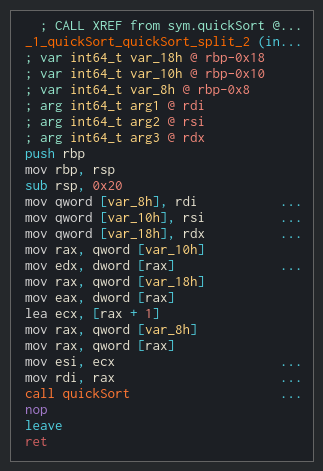 ; CALL XREF from sym.quickSort @...
_1_quickSort_quickSort_split_2 (in...
; var int64_t var_18h @ rbp-0x18
; var int64_t var_10h @ rbp-0x10
; var int64_t var_8h @ rbp-0x8
; arg int64_t arg1 @ rdi
; arg int64_t arg2 @ rsi
; arg int64_t arg3 @ rdx
push rbp
mov rbp, rsp
sub rsp, 0x20
mov qword [var_8h], rdi ...
mov qword [var_10h], rsi ...
mov qword [var_18h], rdx ...
mov rax, qword [var_10h]
mov edx, dword [rax] ...
mov rax, qword [var_18h]
mov eax, dword [rax]
lea ecx, [rax + 1]
mov rax, qword [var_8h]
mov rax, qword [rax]
mov esi, ecx ...
mov rdi, rax ...
call quickSort ...
nop
leave
ret